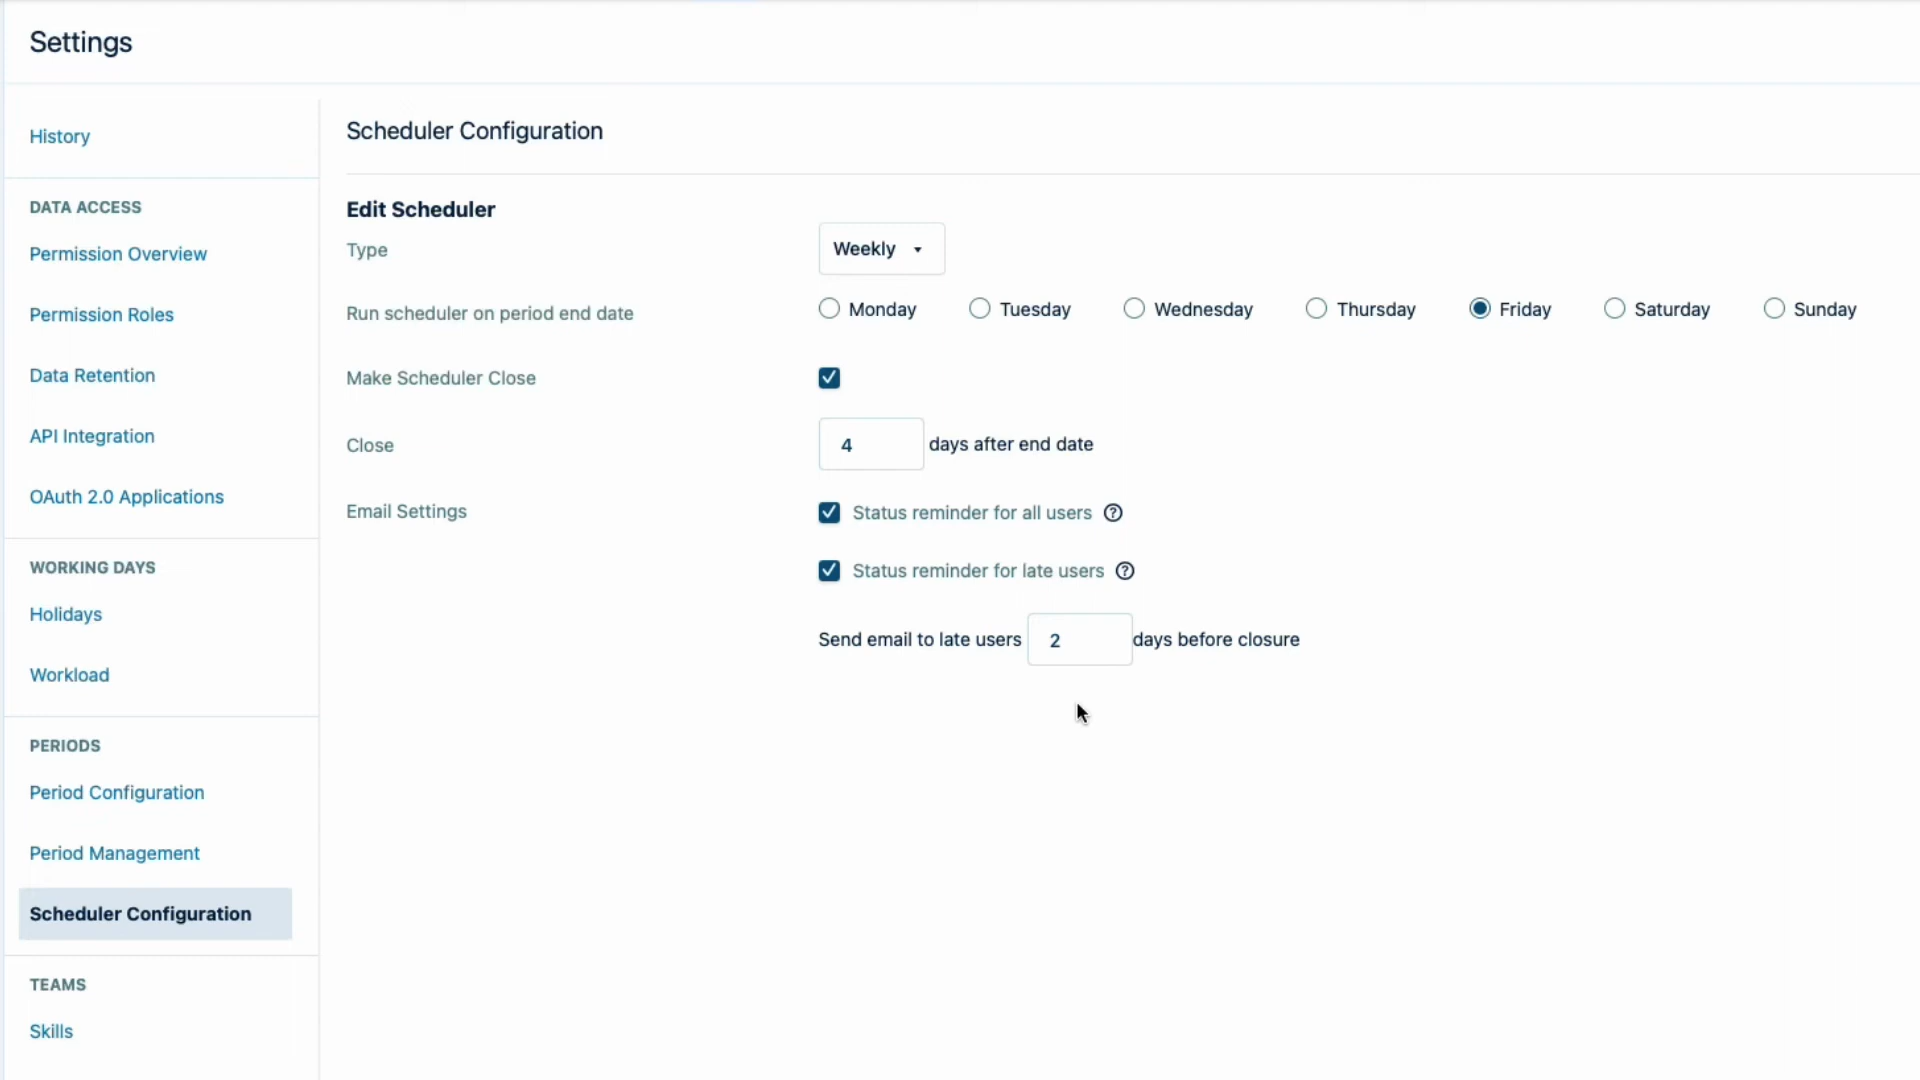 Settings
History
DATA ACCESS
Permission Overview
Permission Roles
Data Retention
API Integration
OAuth 2.0 Applications
WORKING DAYS
Holidays
Workload
PERIODS
Period Configuration
Period Management
Scheduler Configuration
TEAMS
Skills
Scheduler Configuration
Edit Scheduler
Type Weekly
Run scheduler on period end date Monday Tuesday Wednesday Thursday Friday Saturday Sunday
Make Scheduler Close
Close 4 days after end date
Email Settings Status reminder for all users ?
Status reminder for late users ?
Send email to late users 2 days before closure